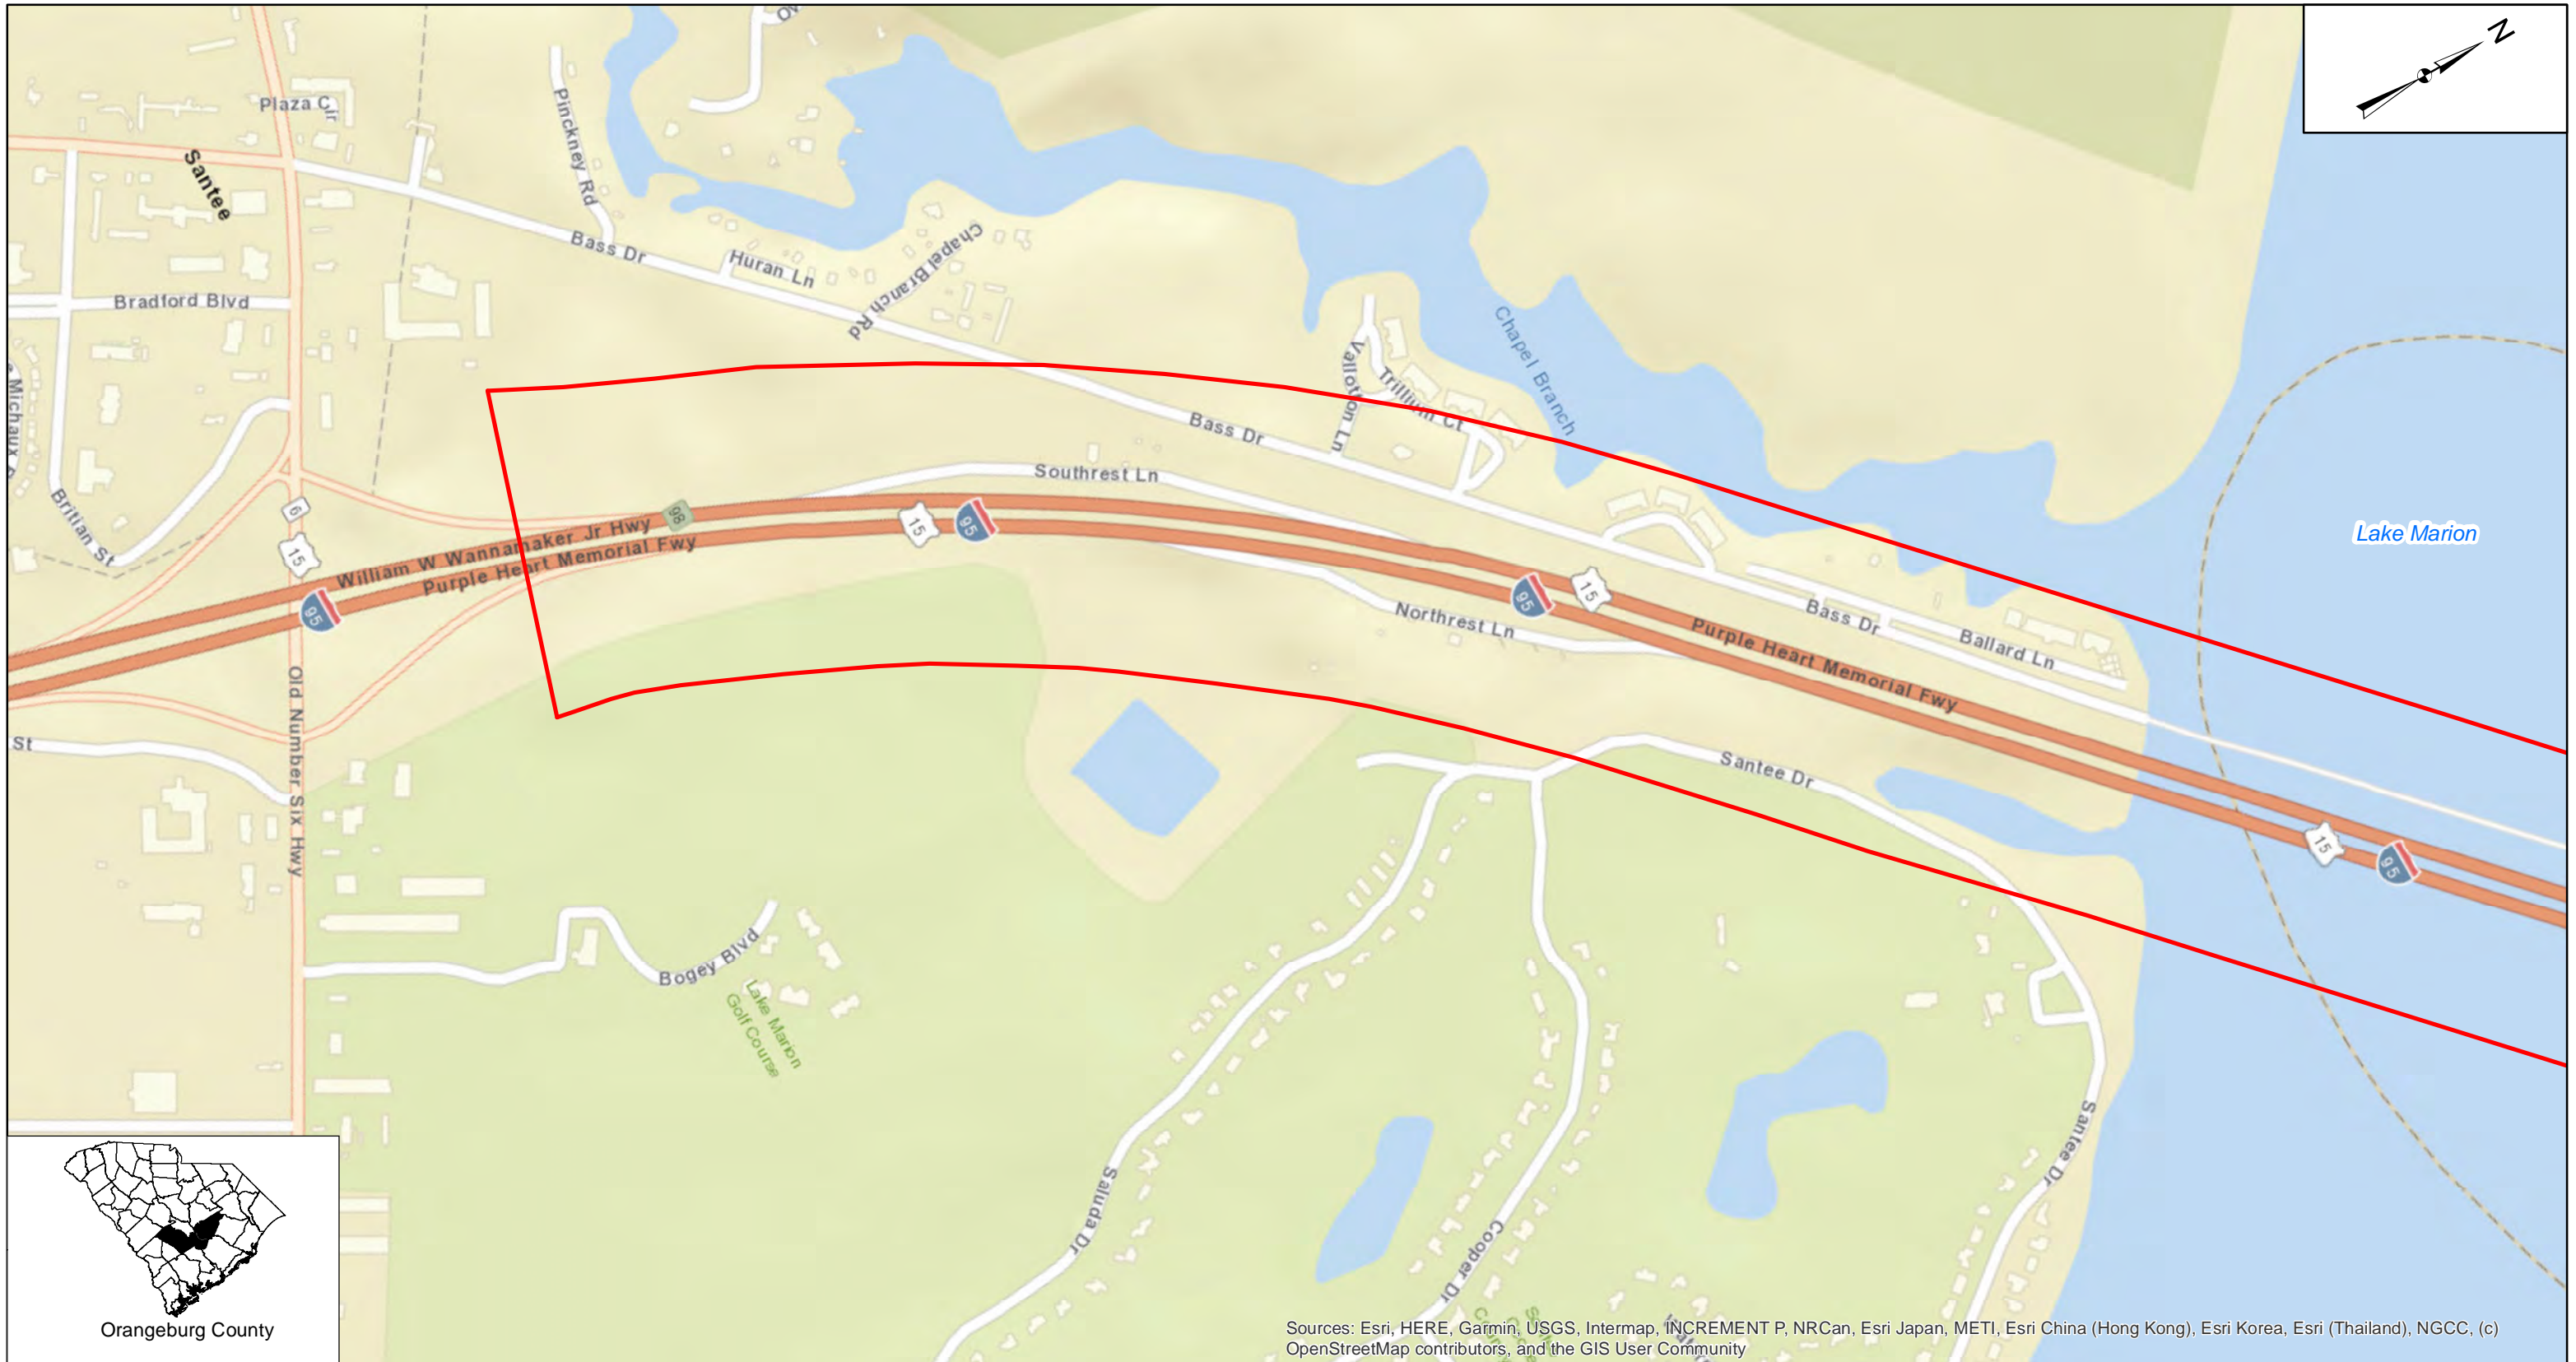 N
Plaza Cir
Santee
Pinckney Rd
Bass Dr
Huran Ln
Chapel Branch
Rd
Bradford Blvd
Chapel Branch
Vallotton Ln
Trillium Ct
Bass Dr
Michaux
Southrest Ln
Britian St
6
15
95
William W Wannamaker Jr Hwy
98
Purple Heart Memorial Fwy
15
95
Lake Marion
95
15
Northrest Ln
Bass Dr
Ballard Ln
Purple Heart Memorial Fwy
St
Old Number Six Hwy
Santee Dr
15
95
Bogey Blvd
Lake Marion
Golf Course
Saluda Dr
Cooper Dr
Santee Dr
Orangeburg County
Sources: Esri, HERE, Garmin, USGS, Intermap, INCREMENT P, NRCan, Esri Japan, METI, Esri China (Hong Kong), Esri Korea, Esri (Thailand), NGCC, (c)
OpenStreetMap contributors, and the GIS User Community